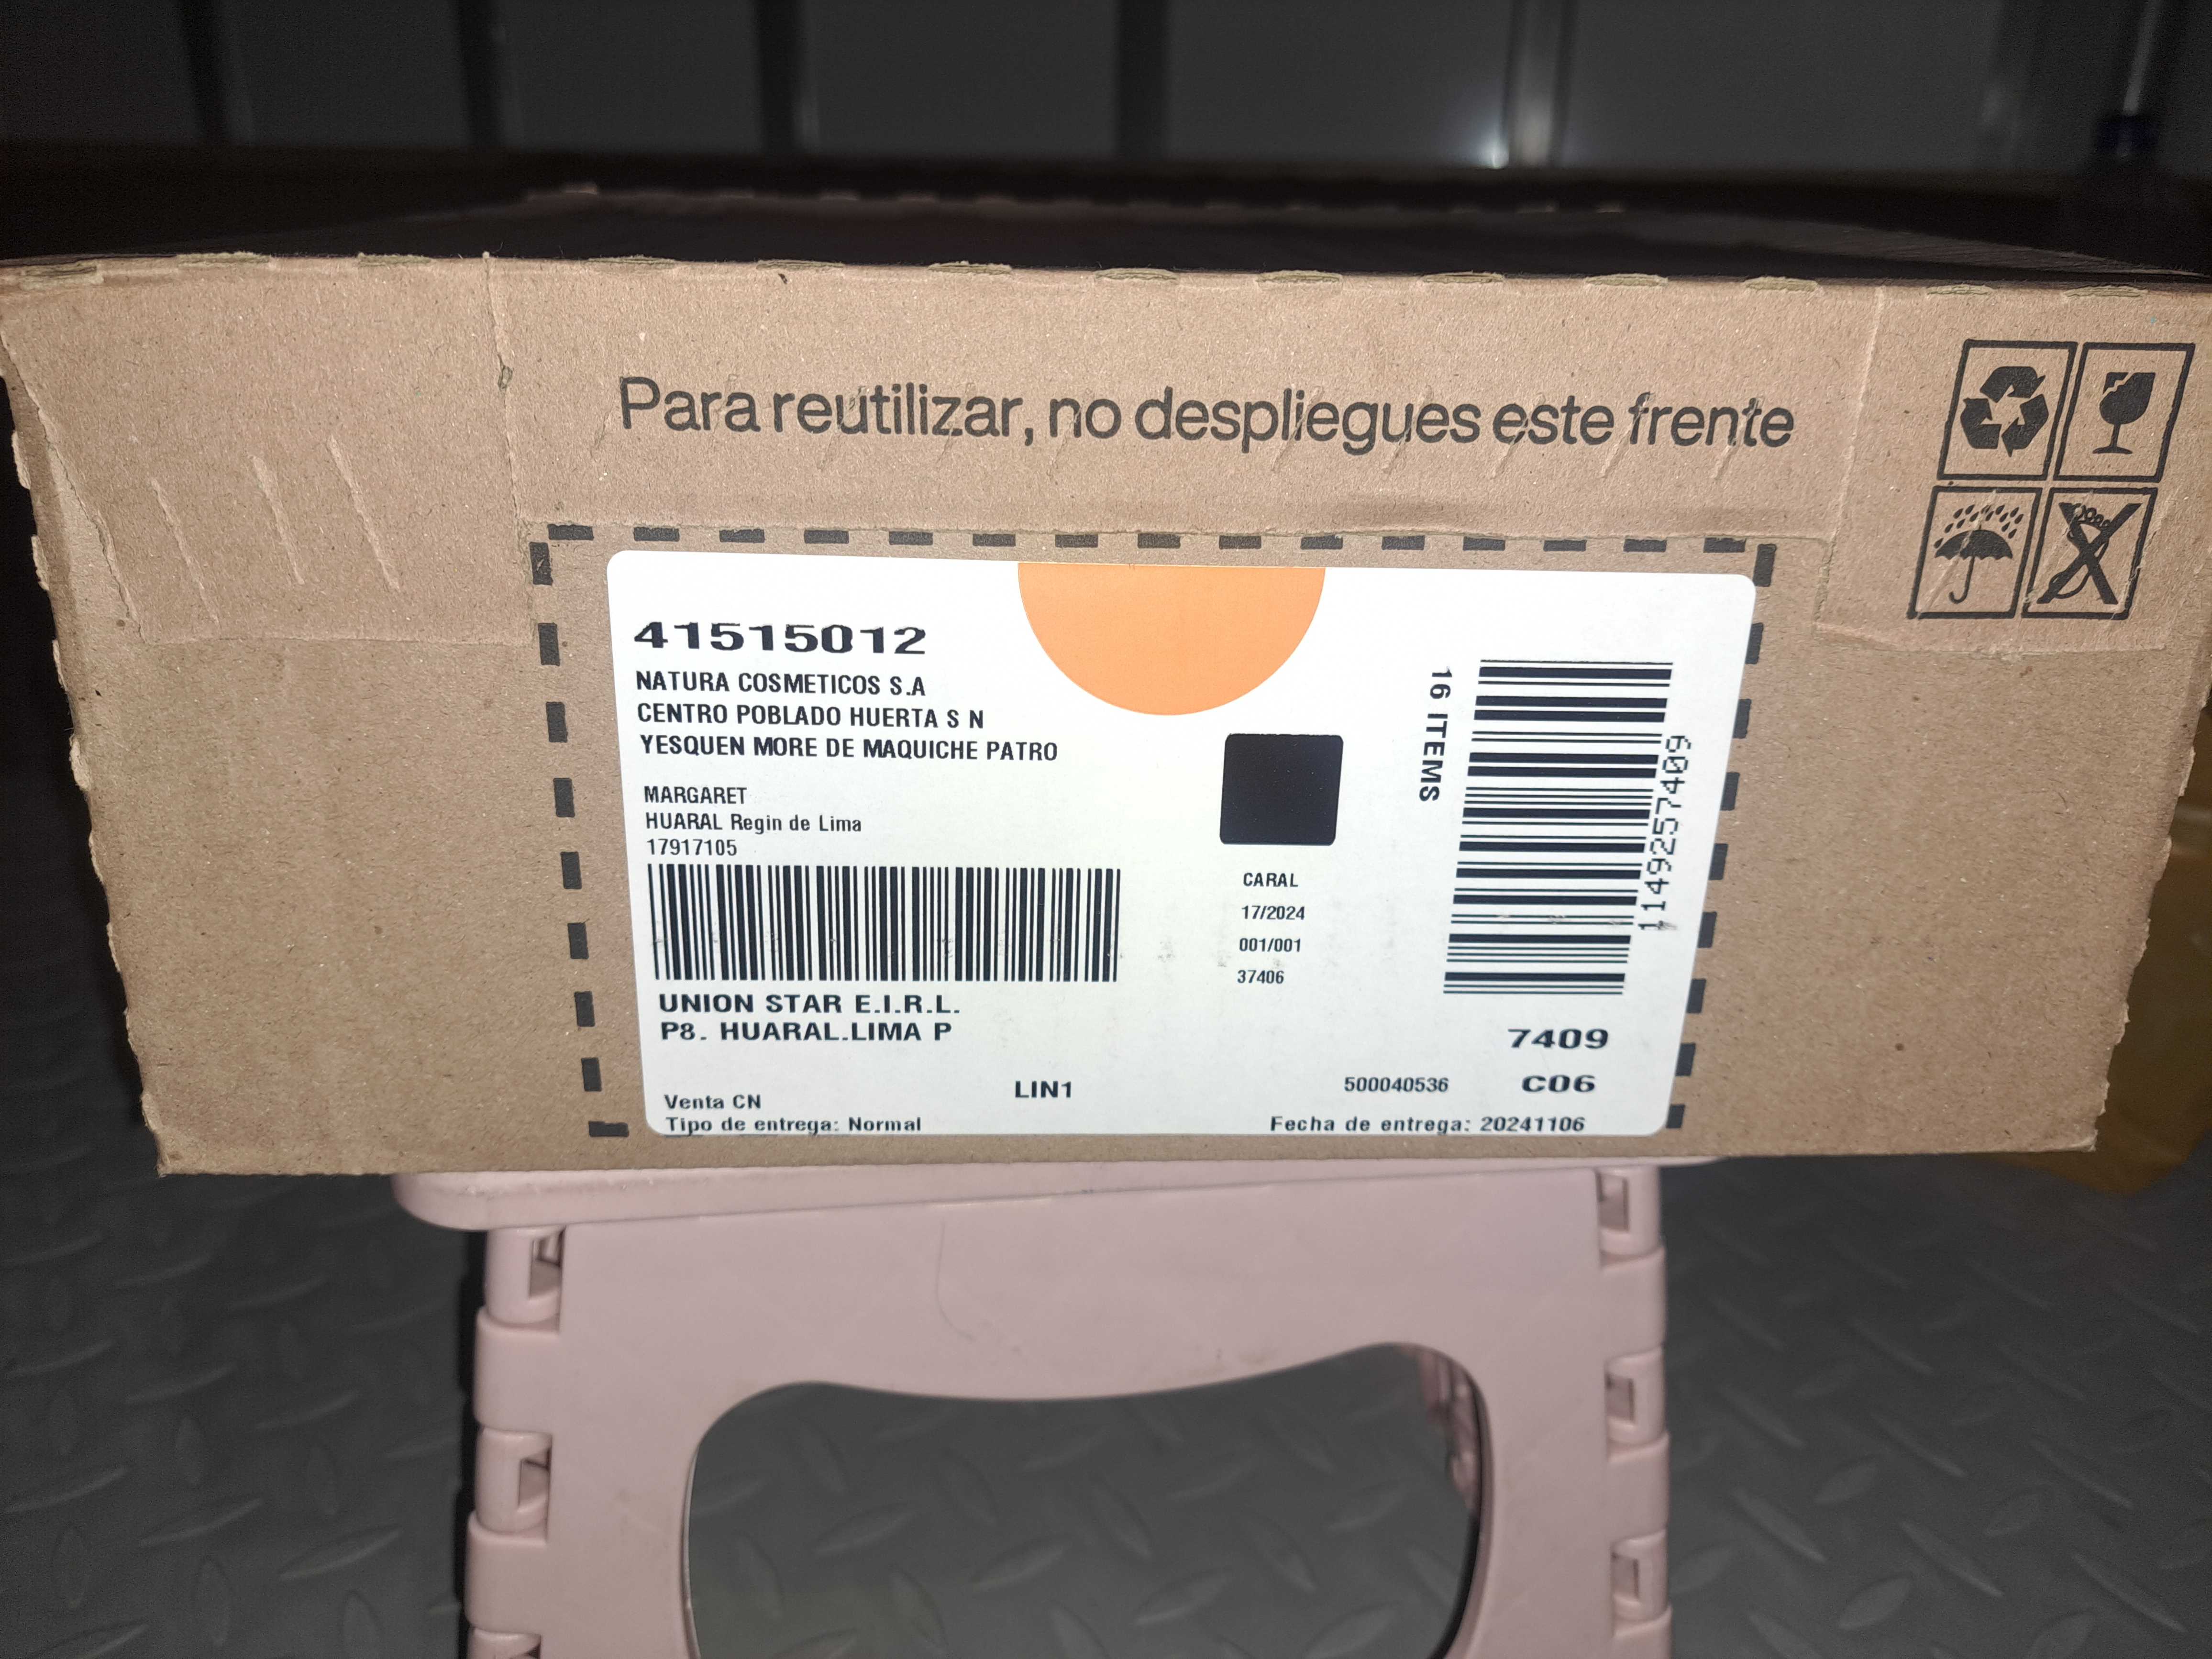 Para reutilizar, no despliegues este frente
41515012
NATURA COSMETICOS S.A
CENTRO POBLADO HUERTA S N
YESQUEN MORE DE MAQUICHE PATRO
MARGARET
HUARAL Regin de Lima
17917105
UNION STAR E.I.R.L.
P8. HUARAL.LIMA P
Venta CN
Tipo de entrega: Normal
LIN1
CARAL
17/2024
001/001
37406
16 ITEMS
1149257409
7409
500040536 C06
Fecha de entrega: 20241106